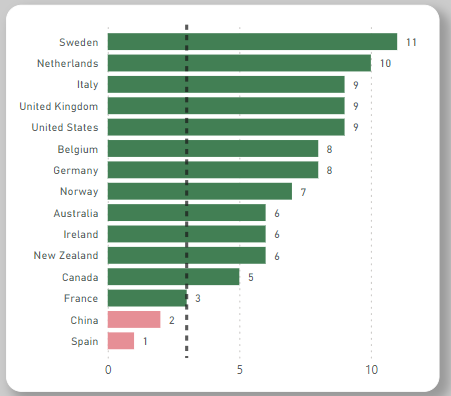 Sweden 11
Netherlands 10
Italy 9
United Kingdom 9
United States 9
Belgium 8
Germany 8
Norway 7
Australia 6
Ireland 6
New Zealand 6
Canada 5
France 3
China 2
Spain 1
0 5 10